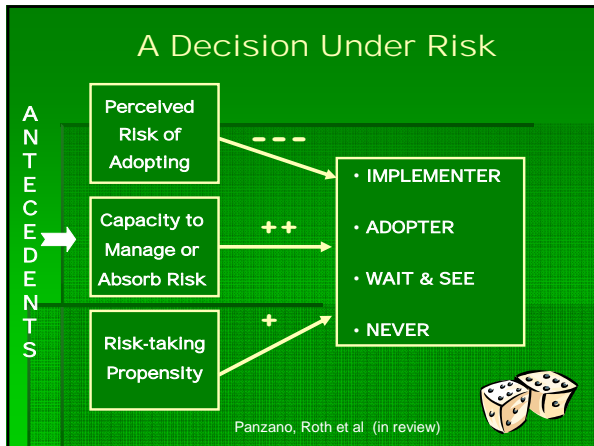 A Decision Under Risk
ANTECEDENTS
Perceived
Risk of
Adopting
---
Capacity to
Manage or
Absorb Risk
++
Risk-taking
Propensity
+
• IMPLEMENTER
• ADOPTER
• WAIT & SEE
• NEVER
Panzano, Roth et al (in review)